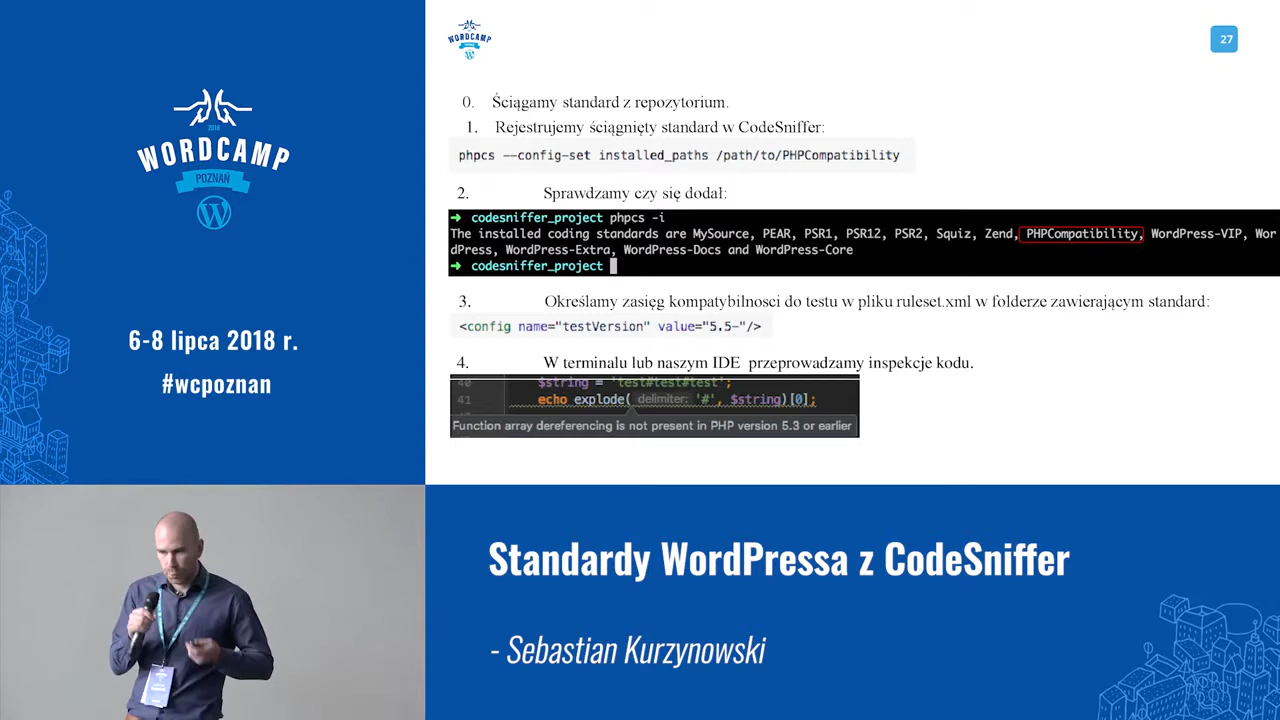 2018
WORDCAMP
POZNAŃ
6-8 lipca 2018 r.
#wcpoznan
WORDCAMP
27
0. Ściągamy standard z repozytorium.
1. Rejestrujemy ściągnięty standard w CodeSniffer:
phpcs --config-set installed_paths /path/to/PHPCompatibility
2. Sprawdzamy czy się dodał:
➜ codesniffer_project phpcs -i
The installed coding standards are MySource, PEAR, PSR1, PSR12, PSR2, Squiz, Zend, PHPCompatibility, WordPress-VIP, Wor
dPress, WordPress-Extra, WordPress-Docs and WordPress-Core
➜ codesniffer_project
3. Określamy zasięg kompatybilnosci do testu w pliku ruleset.xml w folderze zawierającym standard:
<config name="testVersion" value="5.5-"/>
4. W terminalu lub naszym IDE przeprowadzamy inspekcje kodu.
40 $string = 'test#test#test';
41 echo explode( delimiter: '#', $string)[0];
Function array dereferencing is not present in PHP version 5.3 or earlier
Standardy WordPressa z CodeSniffer
- Sebastian Kurzynowski